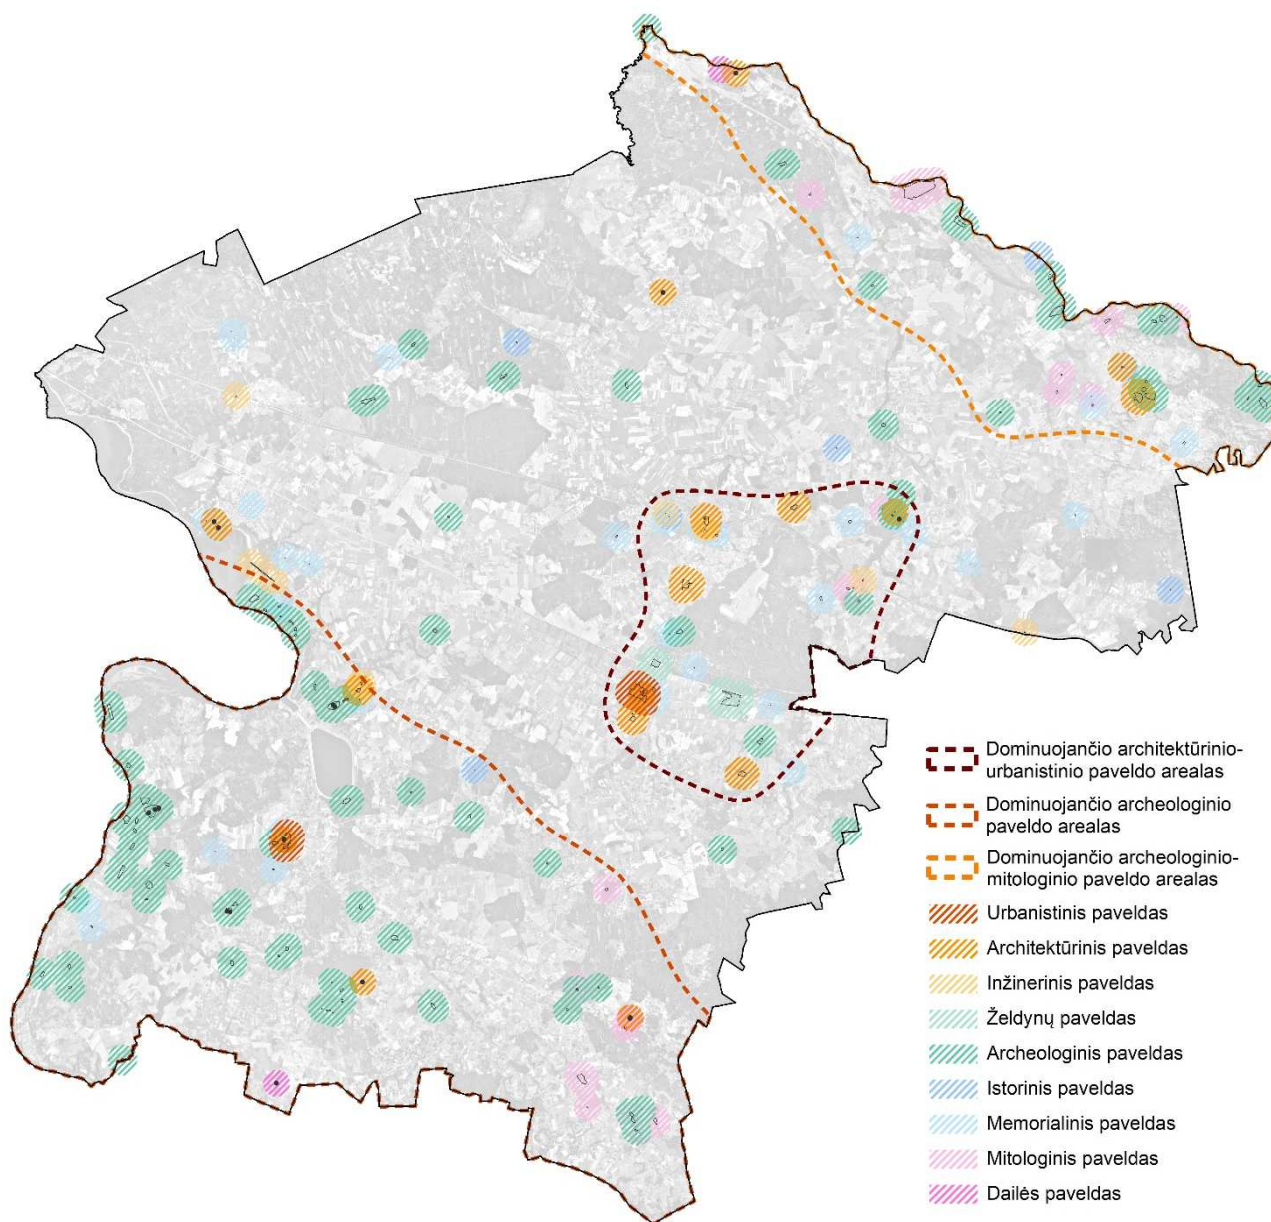 Dominuojančio architektūrinio-
urbanistinio paveldo arealas
Dominuojančio archeologinio
paveldo arealas
Dominuojančio archeologinio-
mitologinio paveldo arealas
Urbanistinis paveldas
Architektūrinis paveldas
Inžinerinis paveldas
Želdynų paveldas
Archeologinis paveldas
Istorinis paveldas
Memorialinis paveldas
Mitologinis paveldas
Dailės paveldas